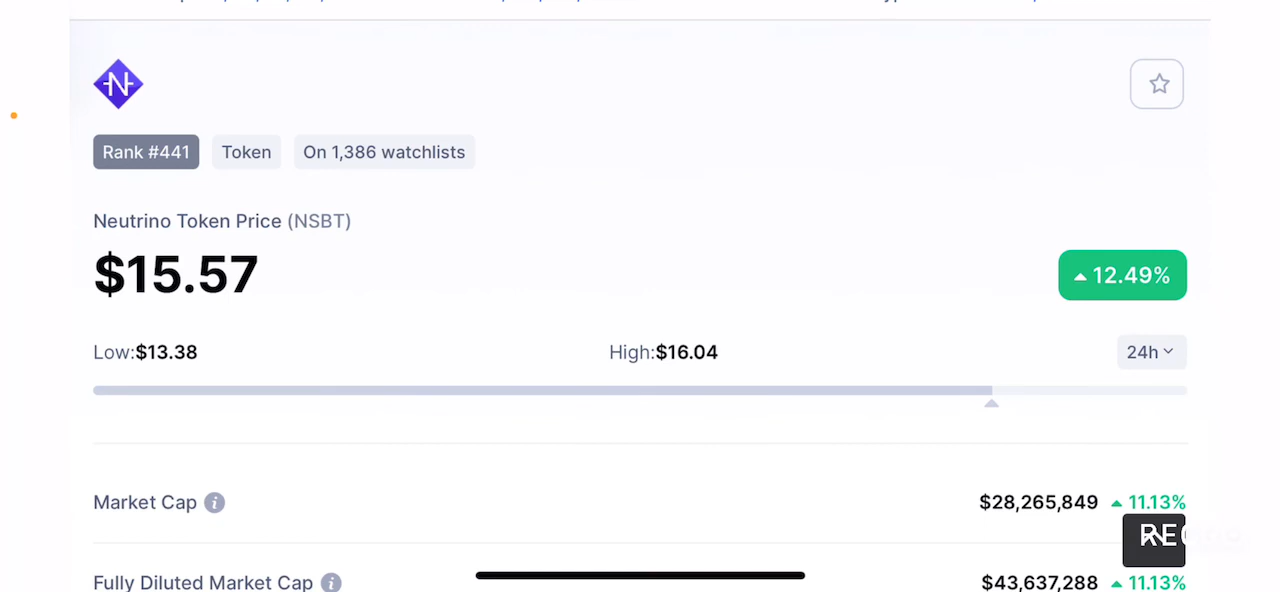 N
Rank #441 Token On 1,386 watchlists
Neutrino Token Price (NSBT)
$15.57
12.49%
Low:$13.38 High:$16.04 24h
Market Cap i $28,265,849 11.13%
Fully Diluted Market Cap i $43,637,288 11.13%